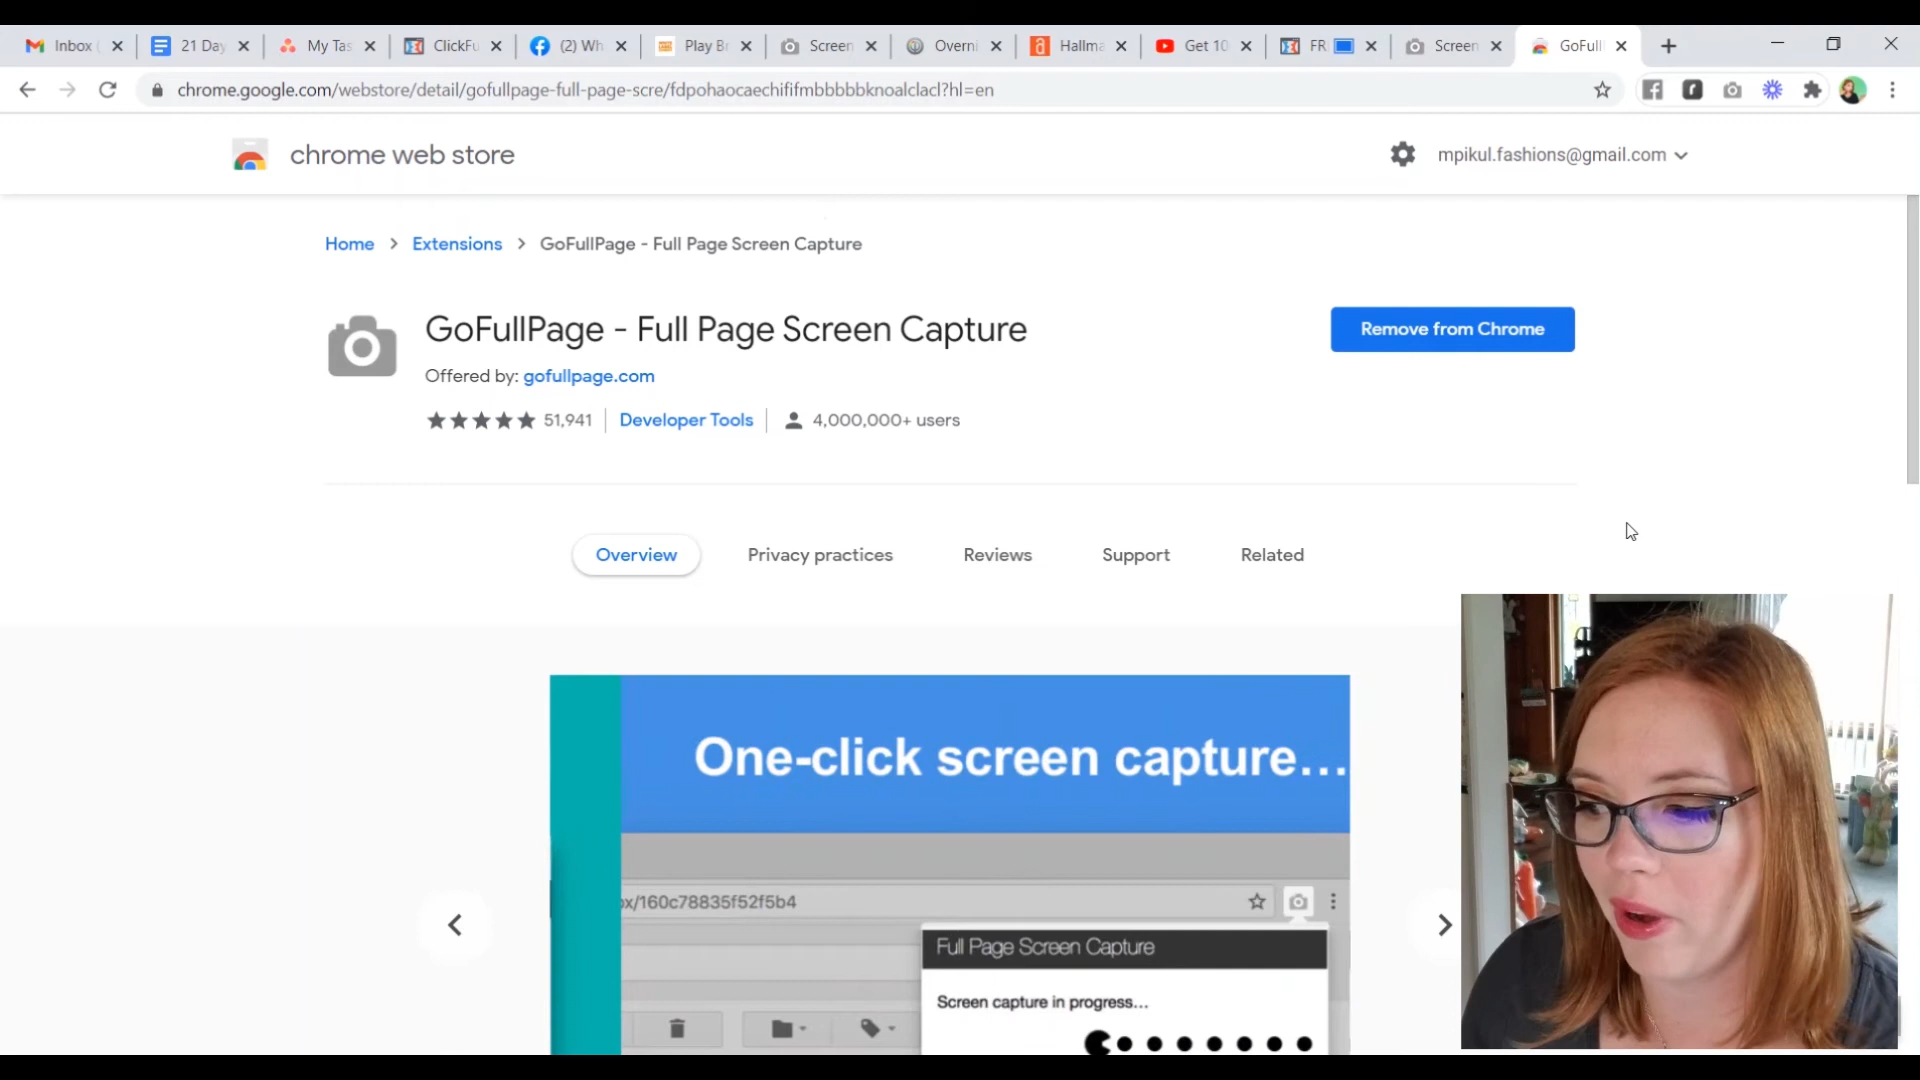 Inbox (
21 Day
My Tas
ClickFu
(2) Wh
Play Br
Screen
Overni
Hallma
Get 10
FR
Screen
GoFull
chrome.google.com/webstore/detail/gofullpage-full-page-scre/fdpohaocaechififmbbbbbknoalclacl?hl=en
chrome web store
mpikul.fashions@gmail.com
Home > Extensions > GoFullPage - Full Page Screen Capture
GoFullPage - Full Page Screen Capture
Remove from Chrome
Offered by: gofullpage.com
51,941 | Developer Tools | 4,000,000+ users
Overview
Privacy practices
Reviews
Support
Related
One-click screen capture...
ox/160c78835f52f5b4
Full Page Screen Capture
Screen capture in progress...